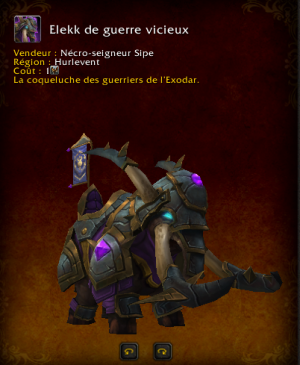 Elekk de guerre vicieux
Vendeur : Nécro-seigneur Sipe
Région : Hurlevent
Coût : 1
La coqueluche des guerriers de l'Exodar.